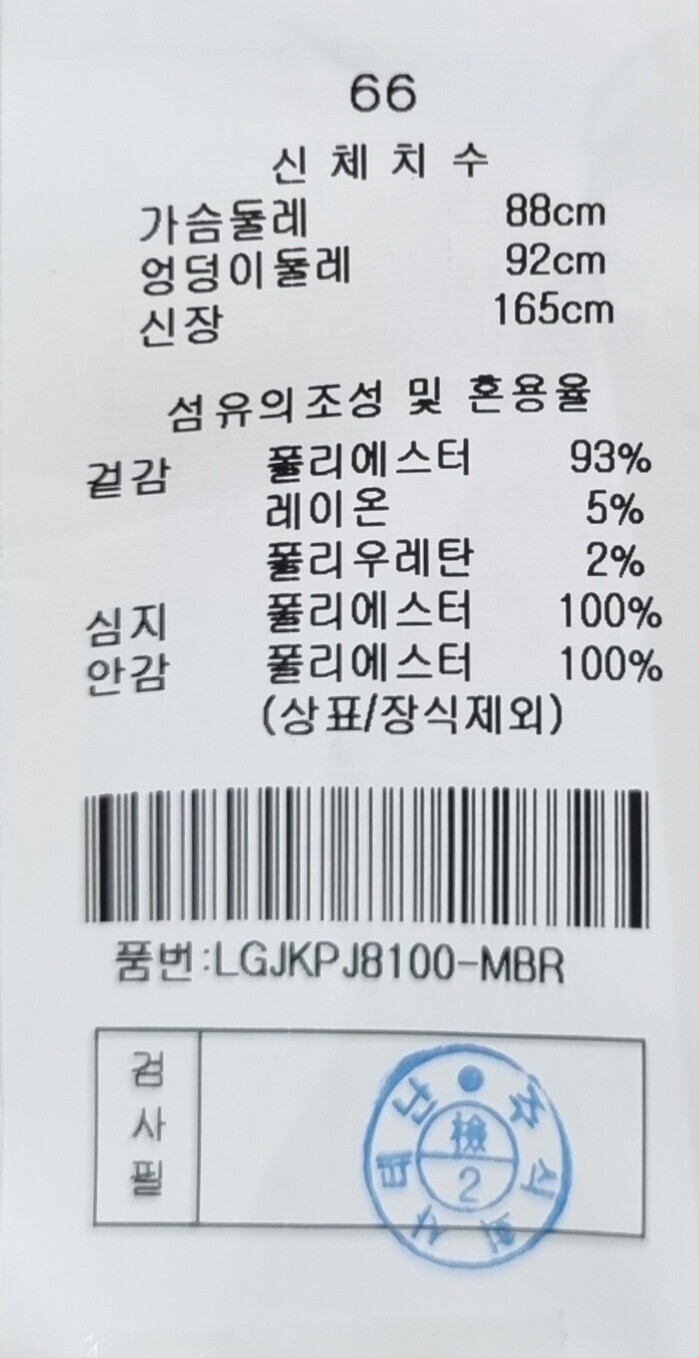 66
신체치수
가슴둘레 88cm
엉덩이둘레 92cm
신장 165cm
섬유의조성 및 혼용율
겉감 폴리에스터 93%
레이온 5%
폴리우레탄 2%
심지 폴리에스터 100%
안감 폴리에스터 100%
(상표/장식제외)
품번:LGJKPJ8100-MBR
검사필
주식회사
檢
2